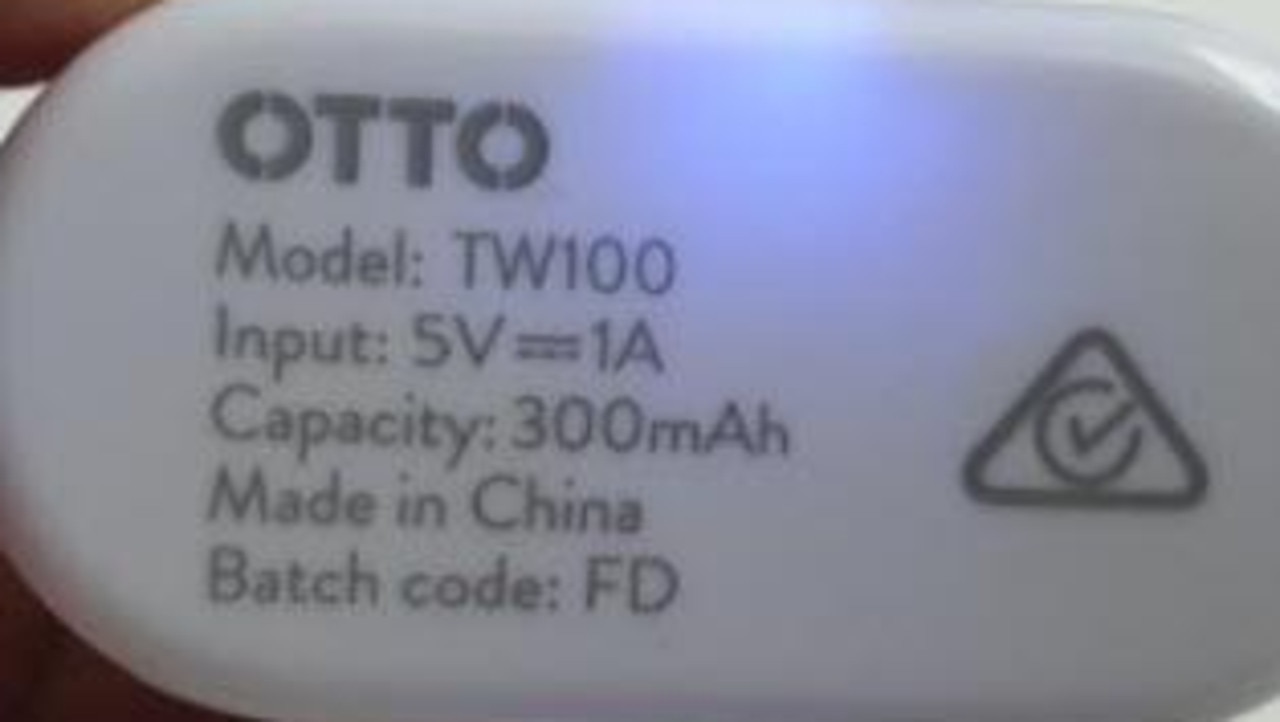 OTTO
Model: TW100
Input: 5V⎓1A
Capacity: 300mAh
Made in China
Batch code: FD